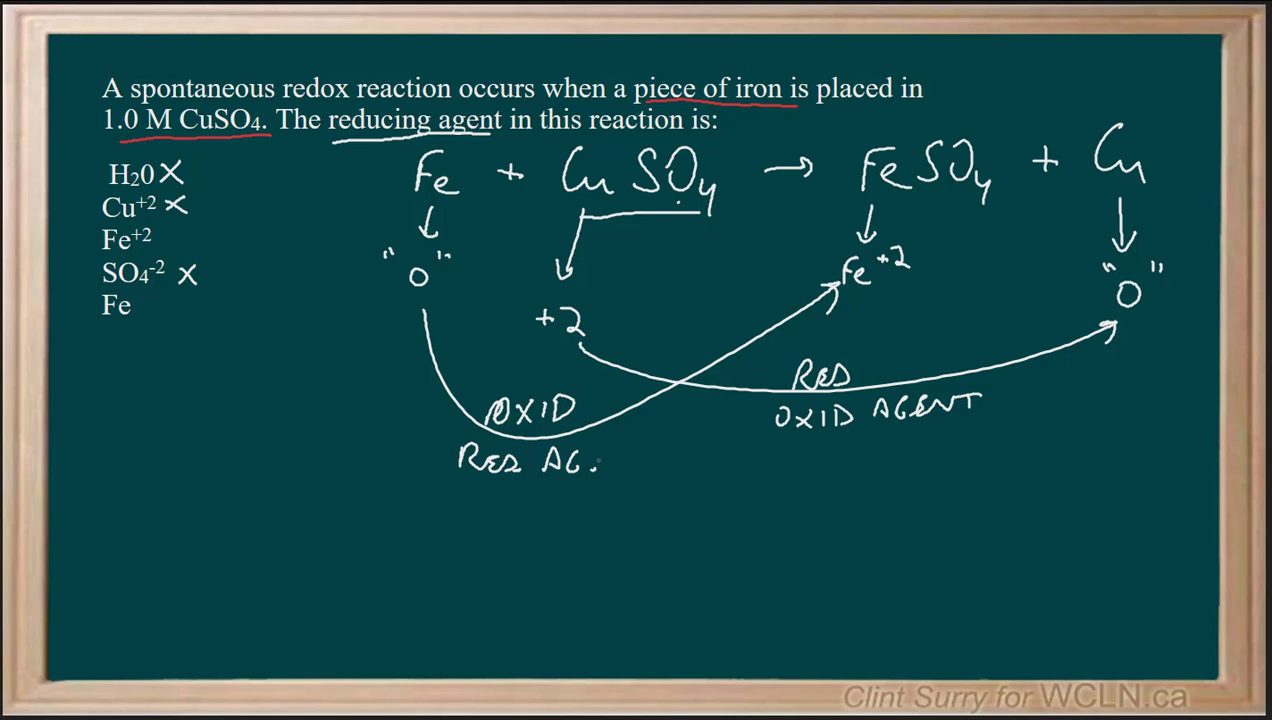 A spontaneous redox reaction occurs when a piece of iron is placed in
1.0 M CuSO4. The reducing agent in this reaction is:
H20 X
Cu+2 X
Fe+2
SO4-2 X
Fe
Fe + CuSO4 → FeSO4 + Cu
"0" +2 Fe+2 "0"
RED
OXID AGENT
OXID
RED AG.
Clint Surry for WCLN.ca